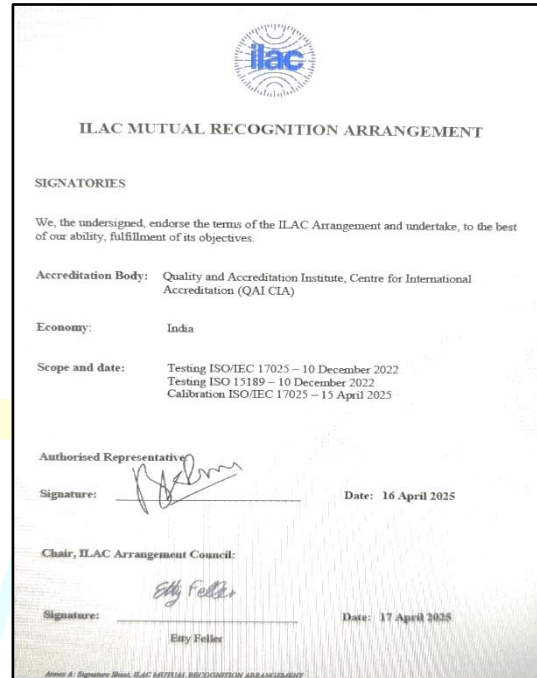 ilac
ILAC MUTUAL RECOGNITION ARRANGEMENT
SIGNATORIES
We, the undersigned, endorse the terms of the ILAC Arrangement and undertake, to the best
of our ability, fulfillment of its objectives.
Accreditation Body: Quality and Accreditation Institute, Centre for International
Accreditation (QAI CIA)
Economy: India
Scope and date: Testing ISO/IEC 17025 – 10 December 2022
Testing ISO 15189 – 10 December 2022
Calibration ISO/IEC 17025 – 15 April 2025
Authorised Representative
Signature: Date: 16 April 2025
Chair, ILAC Arrangement Council:
Etty Feller
Signature: Date: 17 April 2025
Etty Feller
Annex A: Signature Sheet, ILAC MUTUAL RECOGNITION ARRANGEMENT